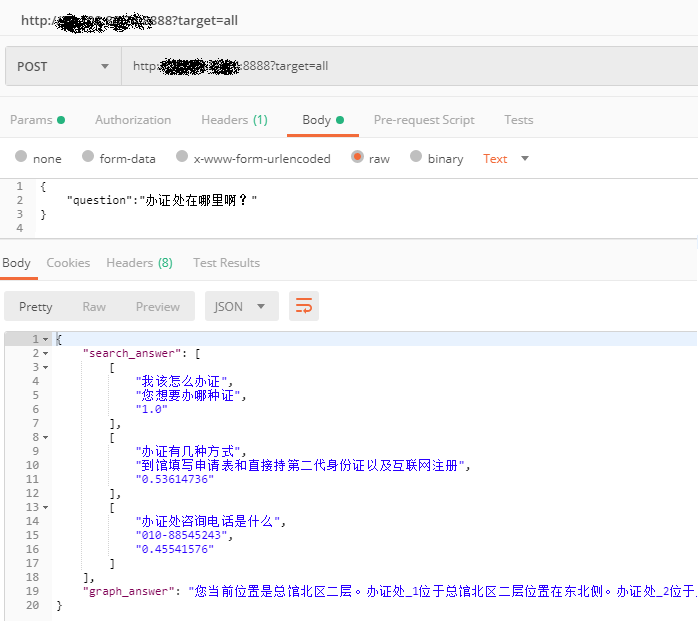 http:/ 8888?target=all
POST http: :8888?target=all
Params Authorization Headers (1) Body Pre-request Script Tests
none form-data x-www-form-urlencoded raw binary Text
1 {
2 "question":"办证处在哪里啊？"
3 }
4
Body Cookies Headers (8) Test Results
Pretty Raw Preview JSON
1 {
2 "search_answer": [
3 [
4 "我该怎么办证",
5 "您想要办哪种证",
6 "1.0"
7 ],
8 [
9 "办证有几种方式",
10 "到馆填写申请表和直接持第二代身份证以及互联网注册",
11 "0.53614736"
12 ],
13 [
14 "办证处咨询电话是什么",
15 "010-88545243",
16 "0.45541576"
17 ]
18 ],
19 "graph_answer": "您当前位置是总馆北区二层。办证处_1位于总馆北区二层位置在东北侧。办证处_2位于
20 }